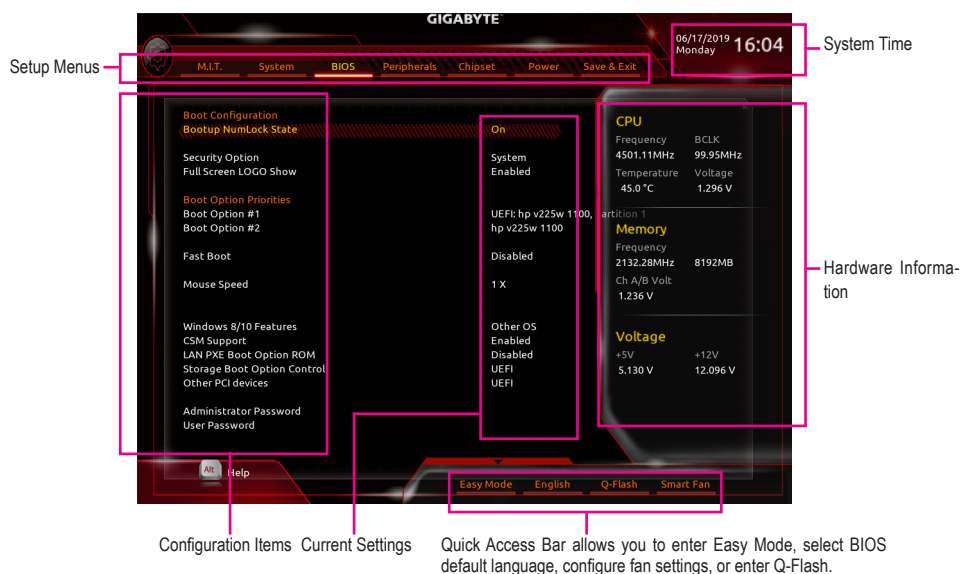 GIGABYTE™
06/17/2019
Monday
16:04
System Time
Setup Menus
M.I.T. System BIOS Peripherals Chipset Power Save & Exit
Boot Configuration
Bootup NumLock State On
Security Option System
Full Screen LOGO Show Enabled
Boot Option Priorities
Boot Option #1 UEFI: hp v225w 1100, Partition 1
Boot Option #2 hp v225w 1100
Fast Boot Disabled
Mouse Speed 1 X
Windows 8/10 Features Other OS
CSM Support Enabled
LAN PXE Boot Option ROM Disabled
Storage Boot Option Control UEFI
Other PCI devices UEFI
Administrator Password
User Password
CPU
Frequency BCLK
4501.11MHz 99.95MHz
Temperature Voltage
45.0 °C 1.296 V
Memory
Frequency
2132.28MHz 8192MB
Ch A/B Volt
1.236 V
Voltage
+5V +12V
5.130 V 12.096 V
Hardware Informa-
tion
Alt Help
Easy Mode English Q-Flash Smart Fan
Configuration Items Current Settings
Quick Access Bar allows you to enter Easy Mode, select BIOS
default language, configure fan settings, or enter Q-Flash.